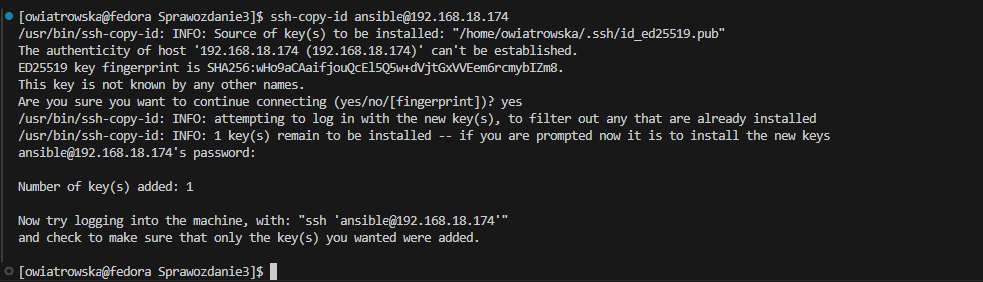 [owiatrowska@fedora Sprawozdanie3]$ ssh-copy-id ansible@192.168.18.174
/usr/bin/ssh-copy-id: INFO: Source of key(s) to be installed: "/home/owiatrowska/.ssh/id_ed25519.pub"
The authenticity of host '192.168.18.174 (192.168.18.174)' can't be established.
ED25519 key fingerprint is SHA256:wHo9aCAaifjouQcEl5Q5w+dVjtGxVVEem6rcmybIZm8.
This key is not known by any other names.
Are you sure you want to continue connecting (yes/no/[fingerprint])? yes
/usr/bin/ssh-copy-id: INFO: attempting to log in with the new key(s), to filter out any that are already installed
/usr/bin/ssh-copy-id: INFO: 1 key(s) remain to be installed -- if you are prompted now it is to install the new keys
ansible@192.168.18.174's password:
Number of key(s) added: 1
Now try logging into the machine, with: "ssh 'ansible@192.168.18.174'"
and check to make sure that only the key(s) you wanted were added.
[owiatrowska@fedora Sprawozdanie3]$